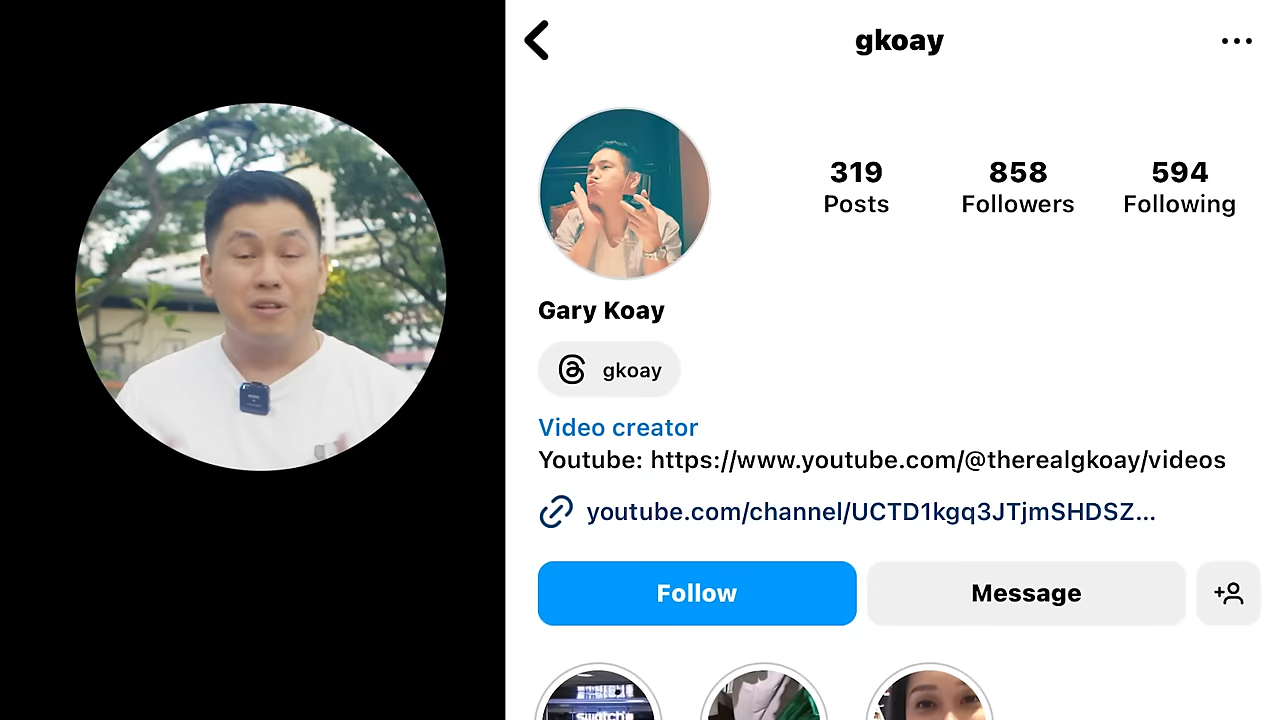 gkoay
319 858 594
Posts Followers Following
Gary Koay
gkoay
Video creator
Youtube: https://www.youtube.com/@therealgkoay/videos
youtube.com/channel/UCTD1kgq3JTjmSHDSZ...
Follow Message
swatch